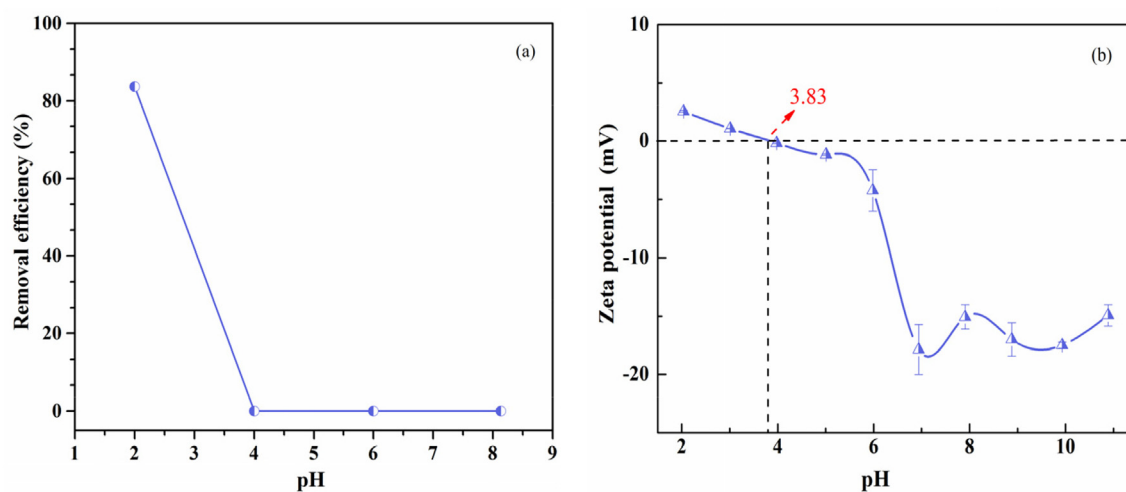 (a)
Removal efficiency (%)
100
80
60
40
20
0
1 2 3 4 5 6 7 8 9
pH
(b)
3.83
Zeta potential (mV)
10
0
-10
-20
2 4 6 8 10
pH